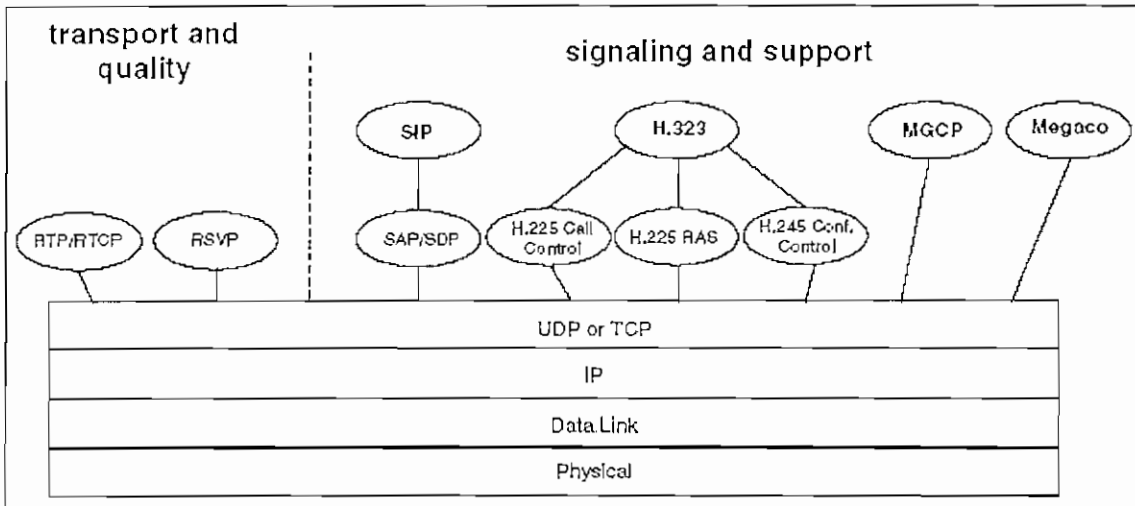 transport and
quality
signaling and support
SIP
H.323
MGCP
Megaco
RTP/RTCP
RSVP
SAP/SDP
H.225 Call
Control
H.225 RAS
H.245 Conf.
Control
UDP or TCP
IP
Data Link
Physical